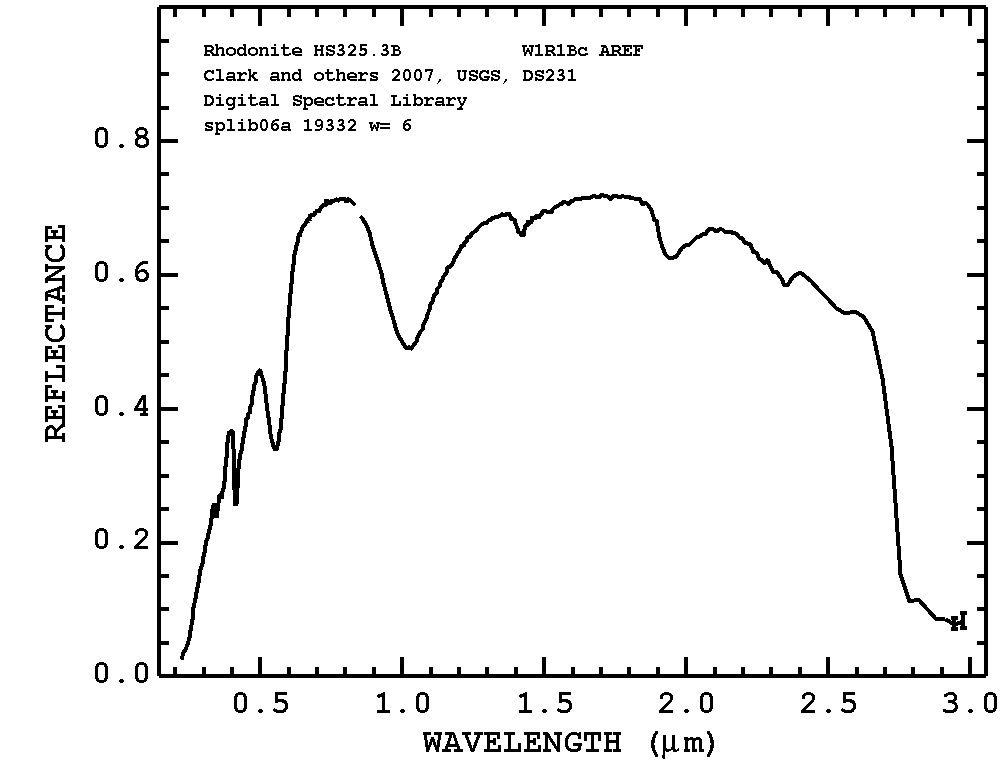 Rhodonite HS325.3B W1R1Bc AREF
Clark and others 2007, USGS, DS231
Digital Spectral Library
splib06a 19332 w= 6
0.8
0.6
0.4
0.2
0.0
REFLECTANCE
0.5 1.0 1.5 2.0 2.5 3.0
WAVELENGTH (μm)